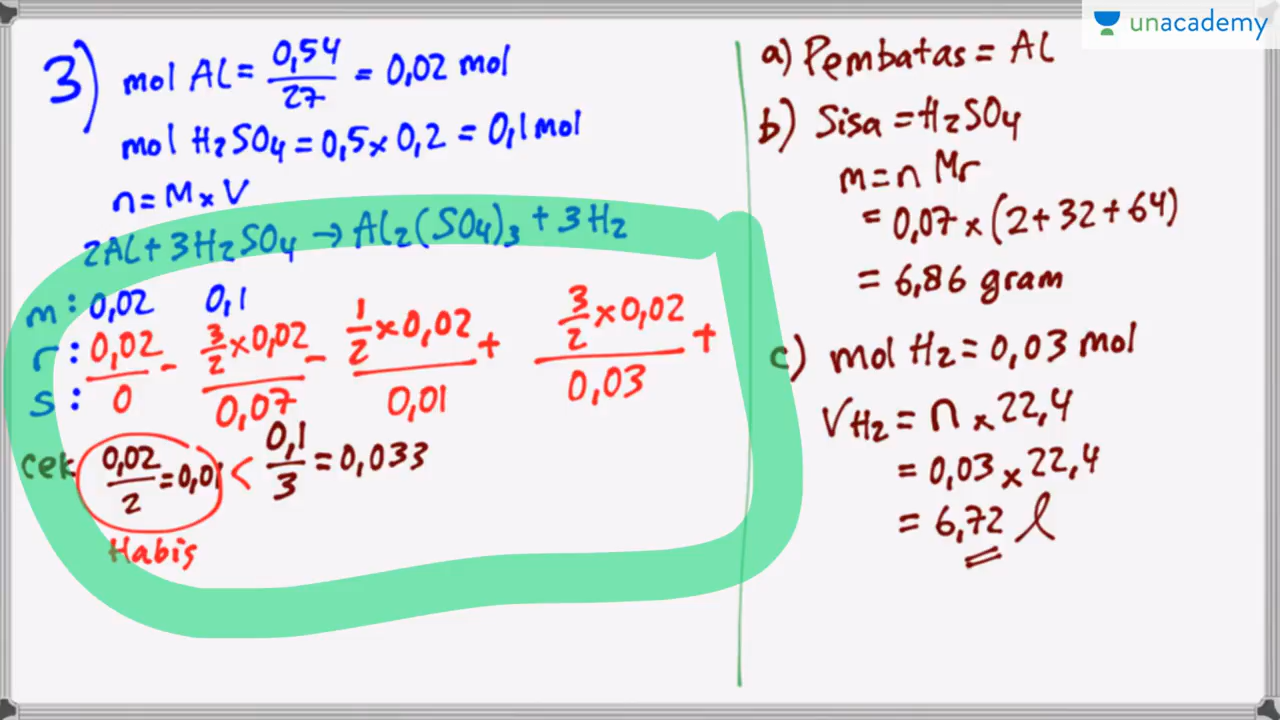 unacademy
3) mol AL = 0,54/27 = 0,02 mol
mol H₂SO₄ = 0,5 × 0,2 = 0,1 mol
n = M × V
2AL + 3H₂SO₄ → AL₂(SO₄)₃ + 3H₂
m : 0,02 0,1
r : 0,02 - 3/2 × 0,02 - 1/2 × 0,02 + 3/2 × 0,02 +
s : 0 0,07 0,01 0,03
cek 0,02/2 = 0,01 < 0,1/3 = 0,033
Habis
a) Pembatas = AL
b) Sisa = H₂SO₄
m = n Mr
= 0,07 × (2 + 32 + 64)
= 6,86 gram
c) mol H₂ = 0,03 mol
VH₂ = n × 22,4
= 0,03 × 22,4
= 6,72 l